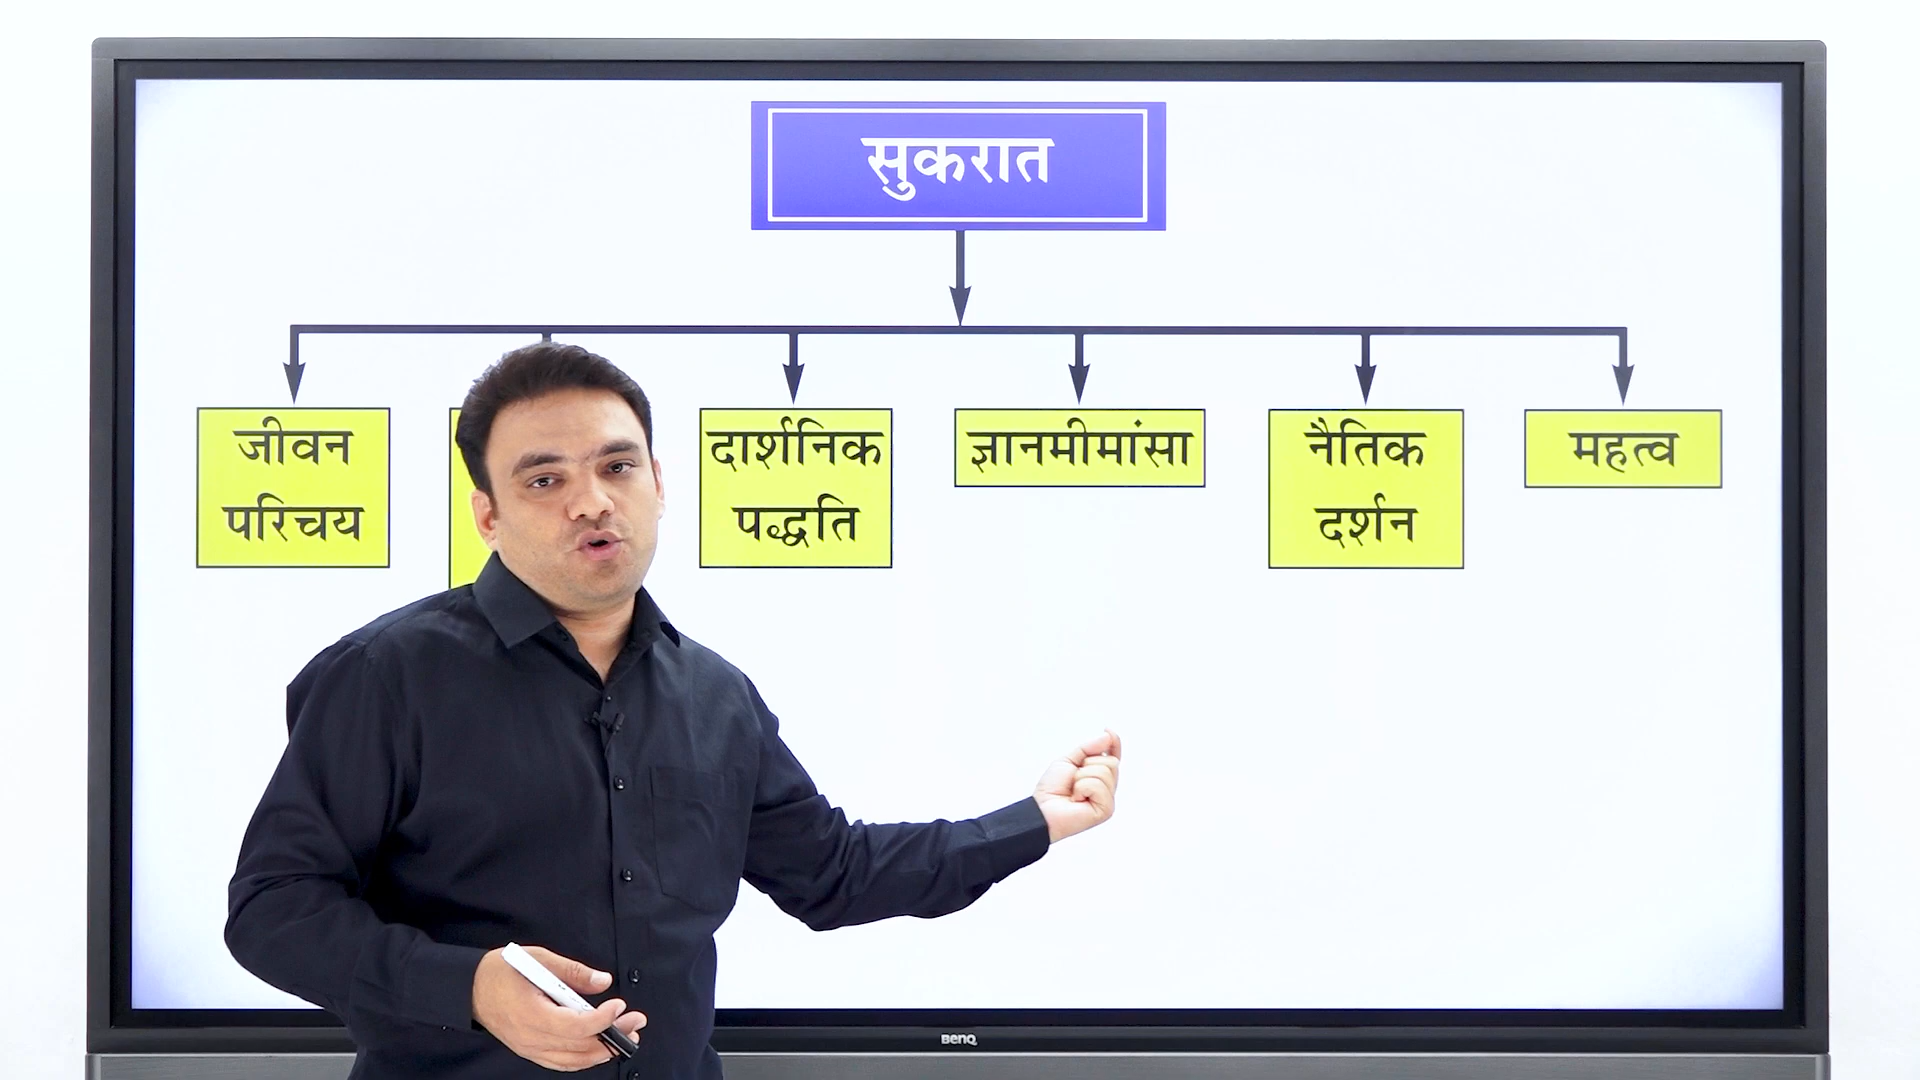 सुकरात
जीवन
परिचय
दार्शनिक
पद्धति
ज्ञानमीमांसा
नैतिक
दर्शन
महत्व
BenQ